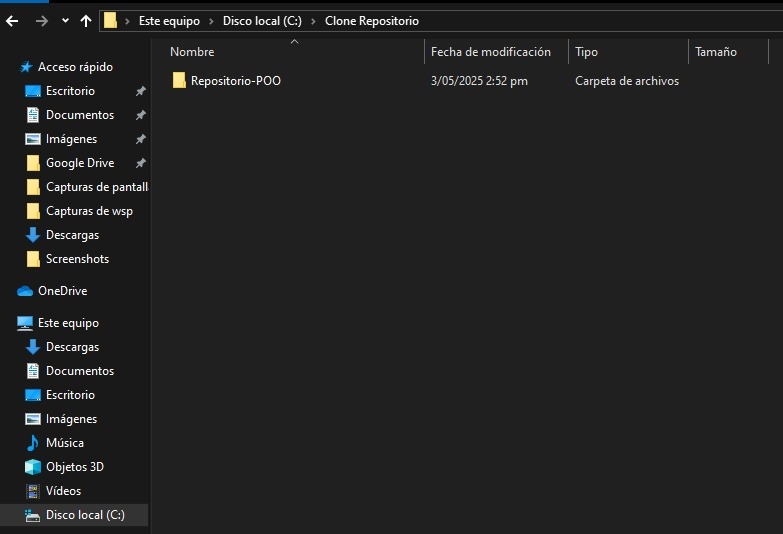 Este equipo > Disco local (C:) > Clone Repositorio
Nombre Fecha de modificación Tipo Tamaño
Repositorio-POO 3/05/2025 2:52 pm Carpeta de archivos
Acceso rápido
Escritorio
Documentos
Imágenes
Google Drive
Capturas de pantall
Capturas de wsp
Descargas
Screenshots
OneDrive
Este equipo
Descargas
Documentos
Escritorio
Imágenes
Música
Objetos 3D
Vídeos
Disco local (C:)